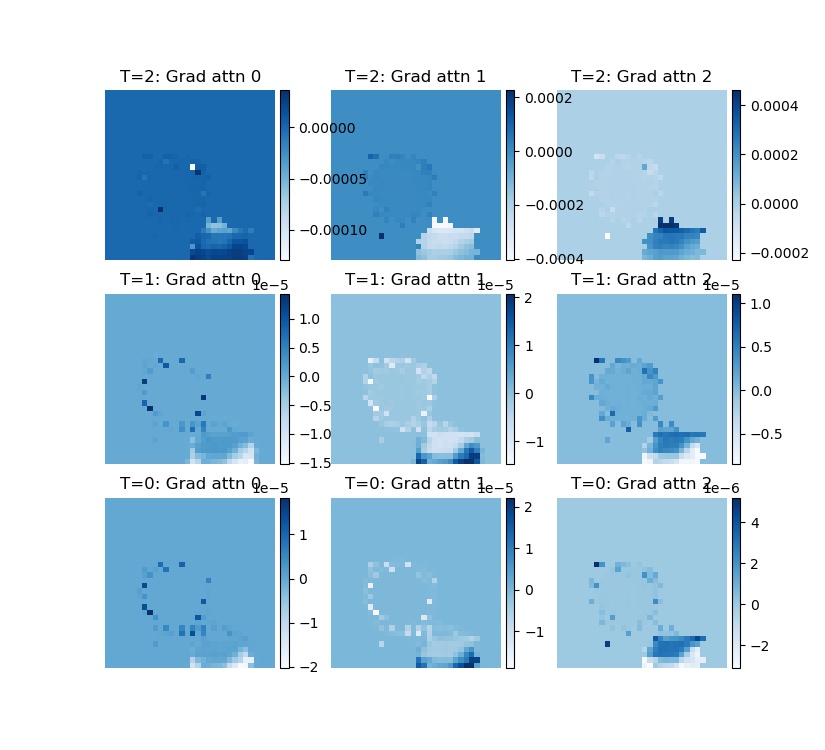 T=2: Grad attn 0
T=2: Grad attn 1
T=2: Grad attn 2
0.00000
−0.00005
−0.00010
0.0002
0.0000
−0.0002
−0.0004
0.0004
0.0002
0.0000
−0.0002
T=1: Grad attn 0
1e−5
T=1: Grad attn 1
1e−5
T=1: Grad attn 2
1e−5
1.0
0.5
0.0
−0.5
−1.0
−1.5
2
1
0
−1
1.0
0.5
0.0
−0.5
T=0: Grad attn 0
1e−5
T=0: Grad attn 1
1e−5
T=0: Grad attn 2
1e−6
1
0
−1
−2
2
1
0
−1
4
2
0
−2